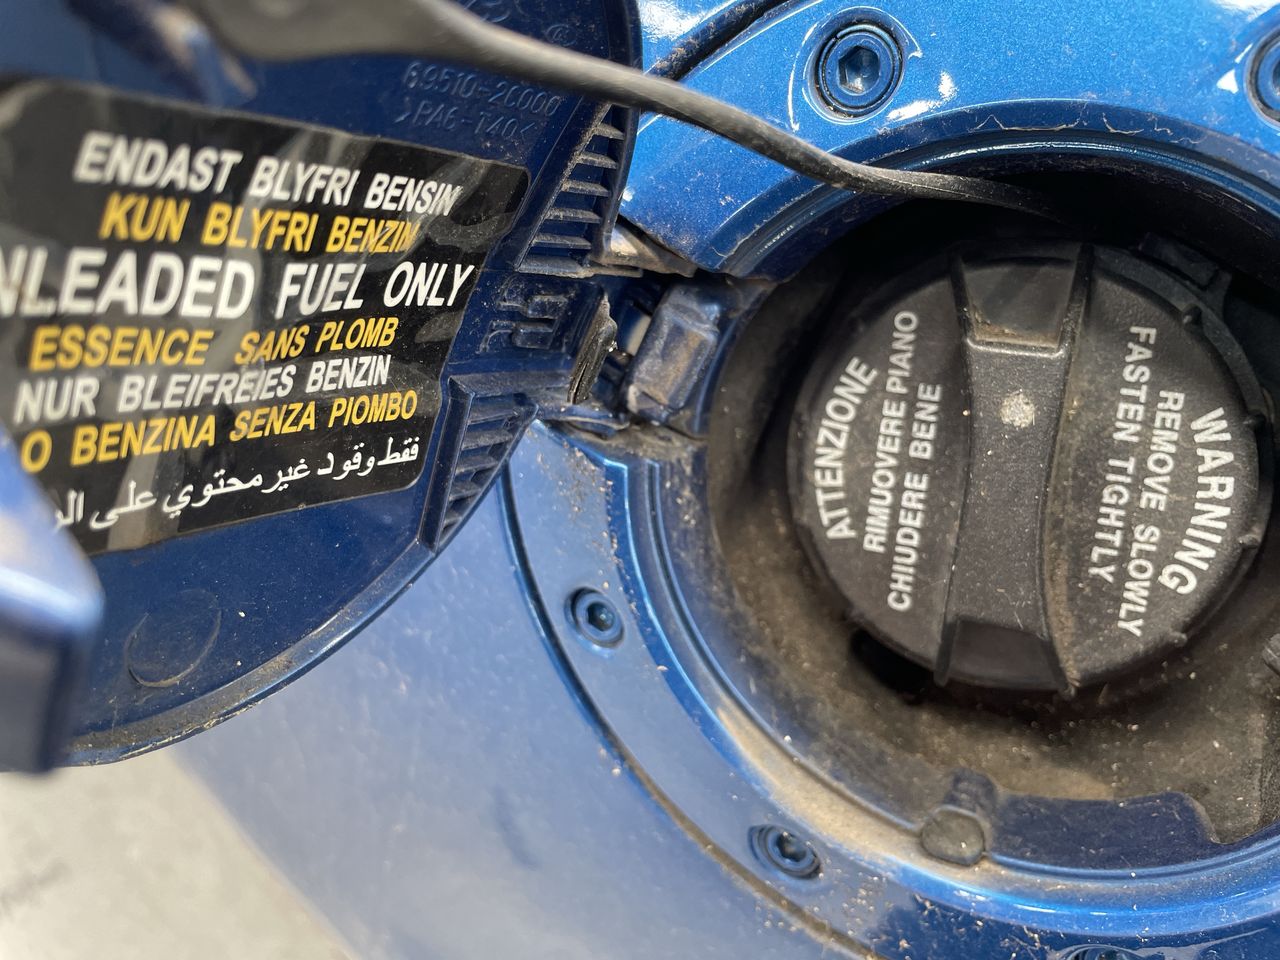 69510-2C000
>PA6-T40<
ENDAST BLYFRI BENSIN
KUN BLYFRI BENZIN
NLEADED FUEL ONLY
ESSENCE SANS PLOMB
NUR BLEIFREIES BENZIN
O BENZINA SENZA PIOMBO
فقط وقود غير محتوي على
ATTENZIONE
RIMUOVERE PIANO
CHIUDERE BENE
WARNING
REMOVE SLOWLY
FASTEN TIGHTLY